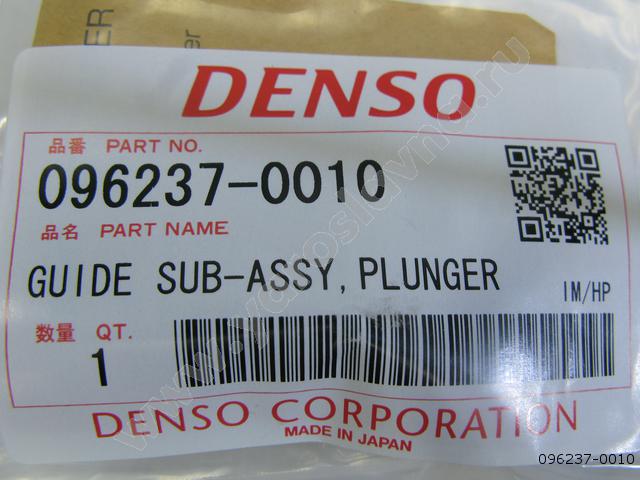 DENSO
品番 PART NO.
096237-0010
品名 PART NAME
GUIDE SUB-ASSY, PLUNGER
IM/HP
数量 QT.
1
DENSO CORPORATION
MADE IN JAPAN
096237-0010